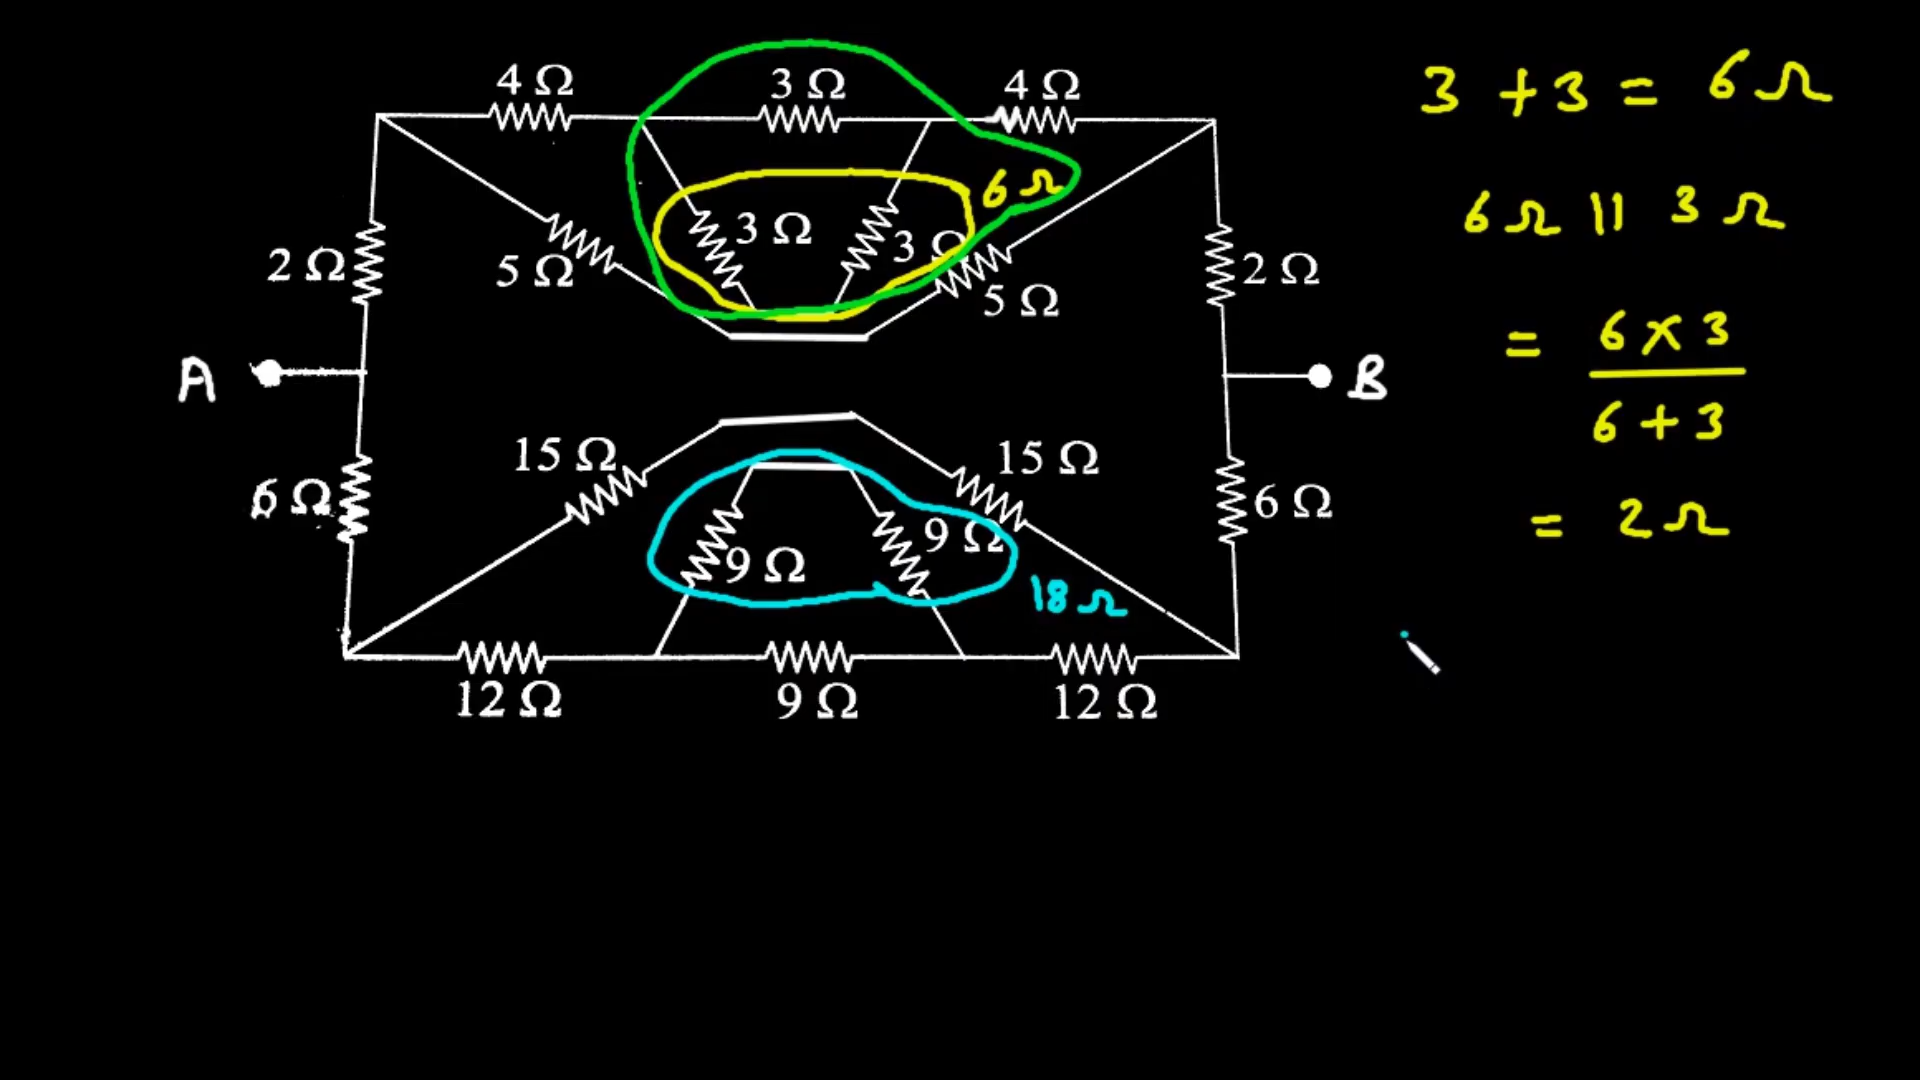 4 Ω 3 Ω 4 Ω
3 + 3 = 6 Ω
6 Ω
6 Ω || 3 Ω
3 Ω 3 Ω
2 Ω 5 Ω 5 Ω 2 Ω
= 6 × 3
6 + 3
A B
15 Ω 15 Ω
6 Ω 6 Ω
= 2 Ω
9 Ω 9 Ω
18 Ω
12 Ω 9 Ω 12 Ω